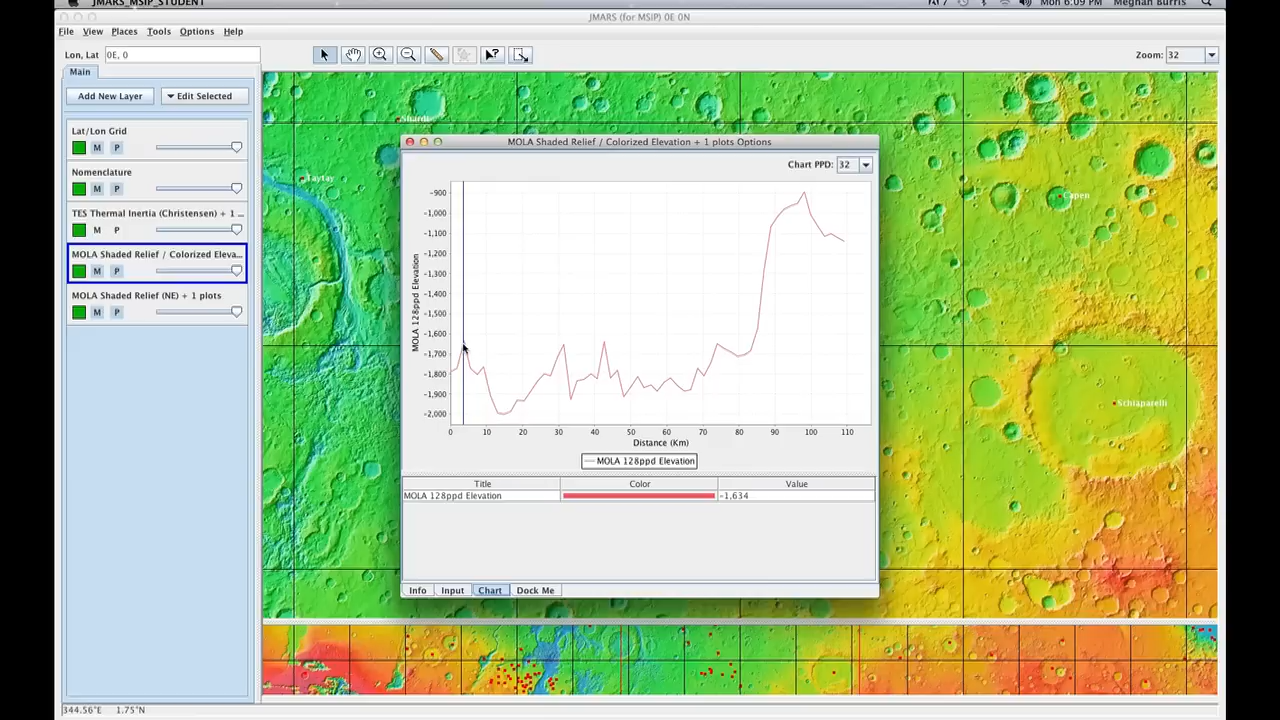 JMARS_MSIP_STUDENT
Mon 6:09 PM Meghan Burris
JMARS (for MSIP) 0E 0N
File View Places Tools Options Help
Lon, Lat 0E, 0
Zoom: 32
Main
Add New Layer
Edit Selected
Lat/Lon Grid
M P
Nomenclature
M P
TES Thermal Inertia (Christensen) + 1 ...
M P
MOLA Shaded Relief / Colorized Eleva...
M P
MOLA Shaded Relief (NE) + 1 plots
M P
Shardi
Taytay
Capen
Schiaparelli
MOLA Shaded Relief / Colorized Elevation + 1 plots Options
Chart PPD: 32
MOLA 128ppd Elevation
-900
-1,000
-1,100
-1,200
-1,300
-1,400
-1,500
-1,600
-1,700
-1,800
-1,900
-2,000
0 10 20 30 40 50 60 70 80 90 100 110
Distance (Km)
MOLA 128ppd Elevation
Title Color Value
MOLA 128ppd Elevation -1,634
Info Input Chart Dock Me
344.56°E 1.75°N